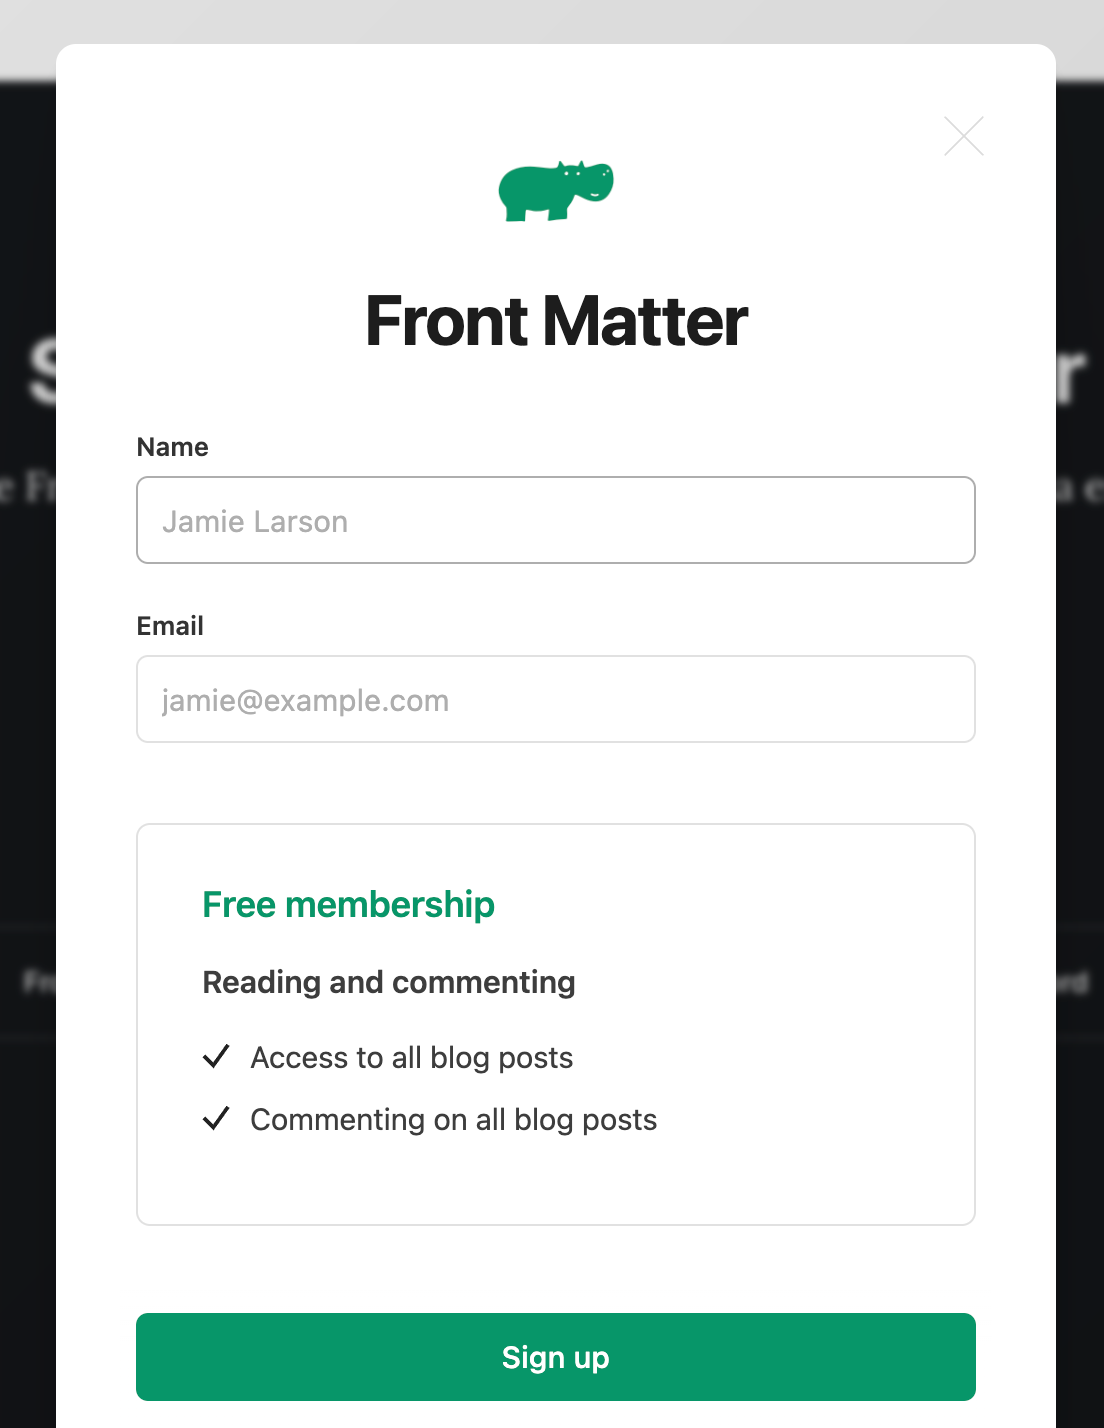 Front Matter
Name
Jamie Larson
Email
jamie@example.com
Free membership
Reading and commenting
Access to all blog posts
Commenting on all blog posts
Sign up